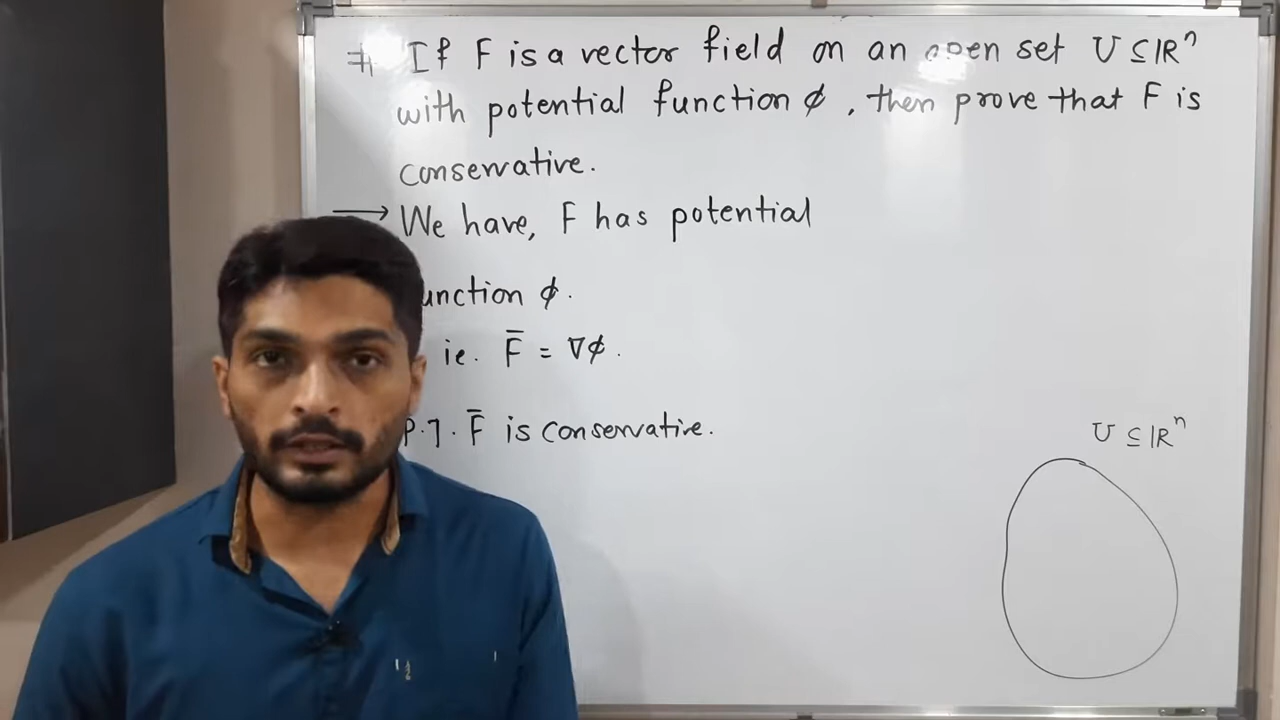 # If F is a vector field on an open set U ⊆ ℝⁿ
with potential function ϕ, then prove that F is
conservative.
→ We have, F has potential
unction ϕ.
ie. F̄ = ∇ϕ.
P.T. F̄ is conservative.
U ⊆ ℝⁿ